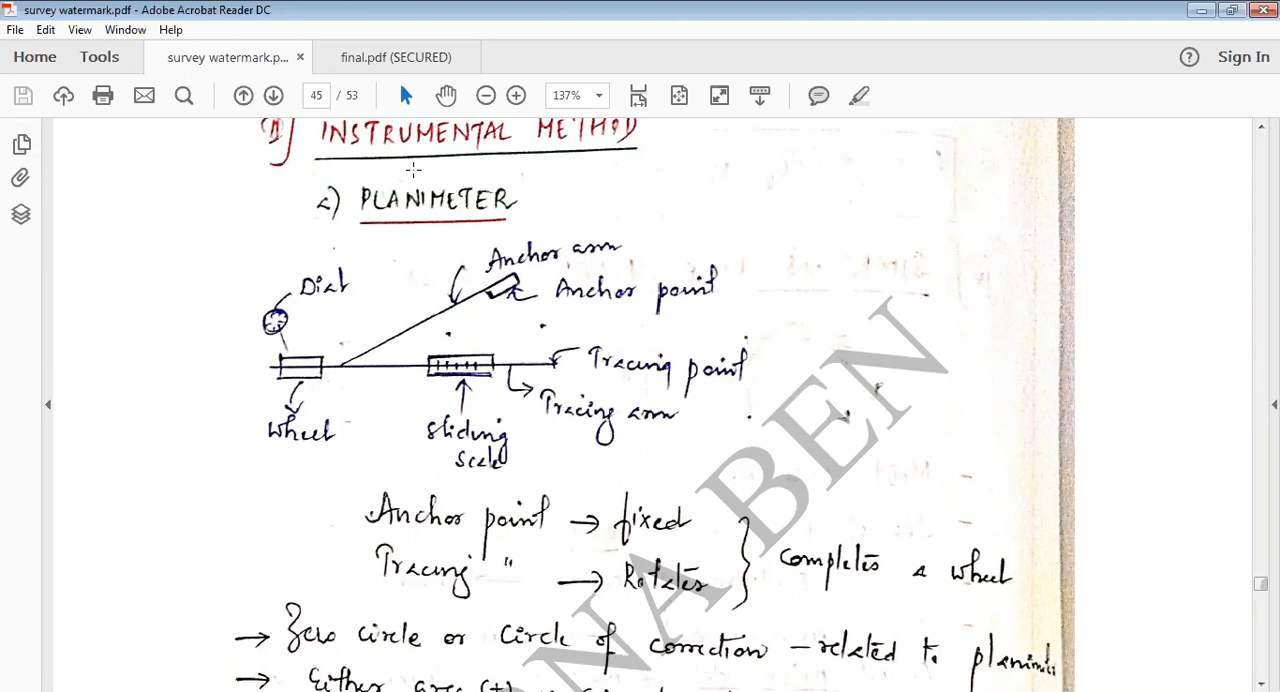 survey watermark.pdf - Adobe Acrobat Reader DC
File Edit View Window Help
Home Tools survey watermark.p... × final.pdf (SECURED) Sign In
45 / 53 137%
INSTRUMENTAL METHOD
a) PLANIMETER
Anchor arm
Dial
Anchor point
Tracing point
Tracing arm
Wheel
Sliding
Scale
Anchor point → fixed
Tracing " → Rotates
completes a wheel
→ Zero circle or circle of correction - related to
→ Either
NA BEN